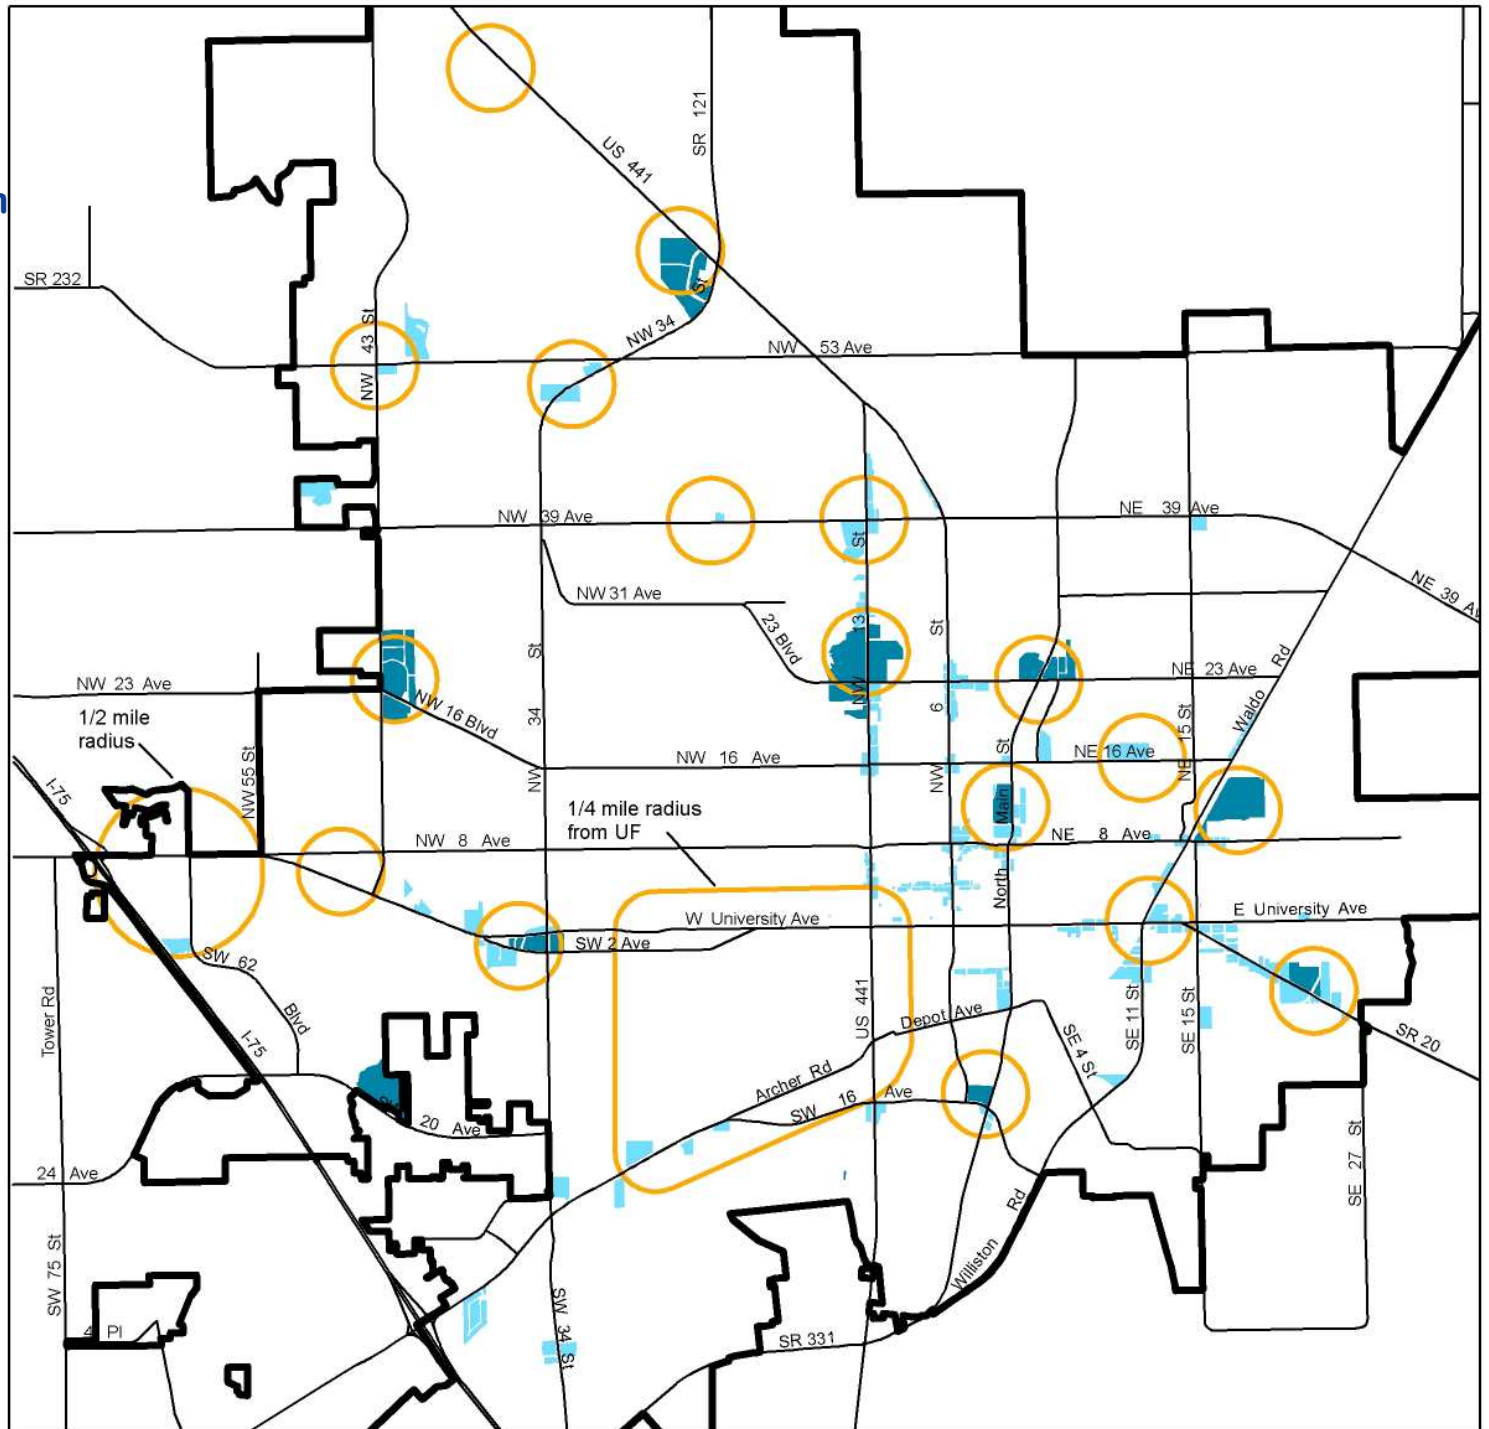 SR 121
US 441
n
SR 232
St
NW 34
NW 43 St
NW 53 Ave
NW 39 Ave
NE 39 Ave
St
NW 31 Ave
NE 39 Av
23 Blvd
NW 13
NW 6 St
NE 23 Ave
Rd
Waldo
NW 23 Ave
NW 16 Blvd
1/2 mile
radius
NW 34 St
NE 15 St
NW 55 St
NW 16 Ave
NE 16 Ave
I-75
1/4 mile radius
from UF
North Main St
NW 8 Ave
NE 8 Ave
W University Ave
E University Ave
SW 2 Ave
SW 62
Blvd
Tower Rd
I-75
US 441
Depot Ave
SE 11 St
SE 15 St
SE 4 St
SR 20
Archer Rd
SW 16 Ave
20 Ave
24 Ave
SE 27 St
SW 75 St
Williston Rd
SW 34 St
4 Pl
SR 331